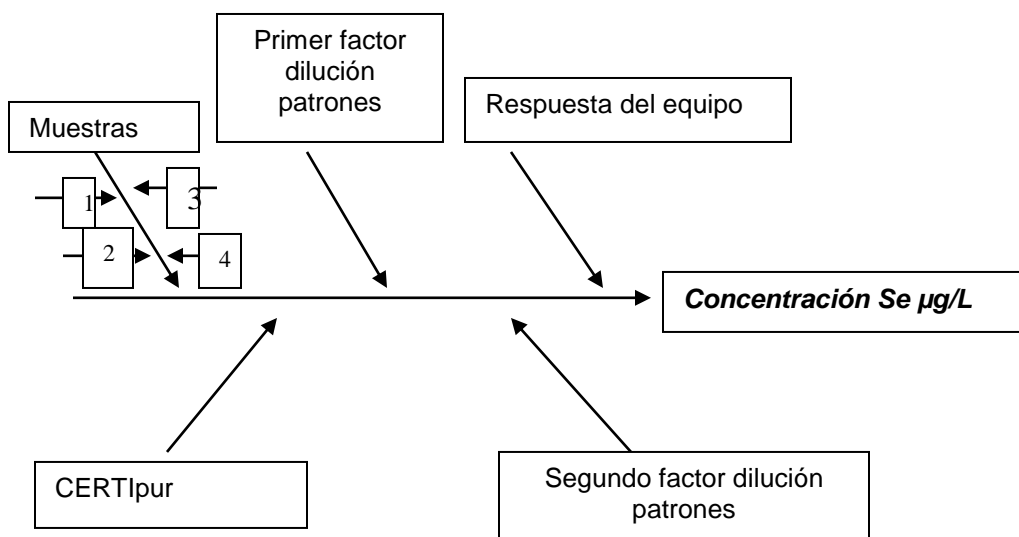 Primer factor
dilución
patrones
Respuesta del equipo
Muestras
1
3
2
4
Concentración Se µg/L
CERTIpur
Segundo factor dilución
patrones